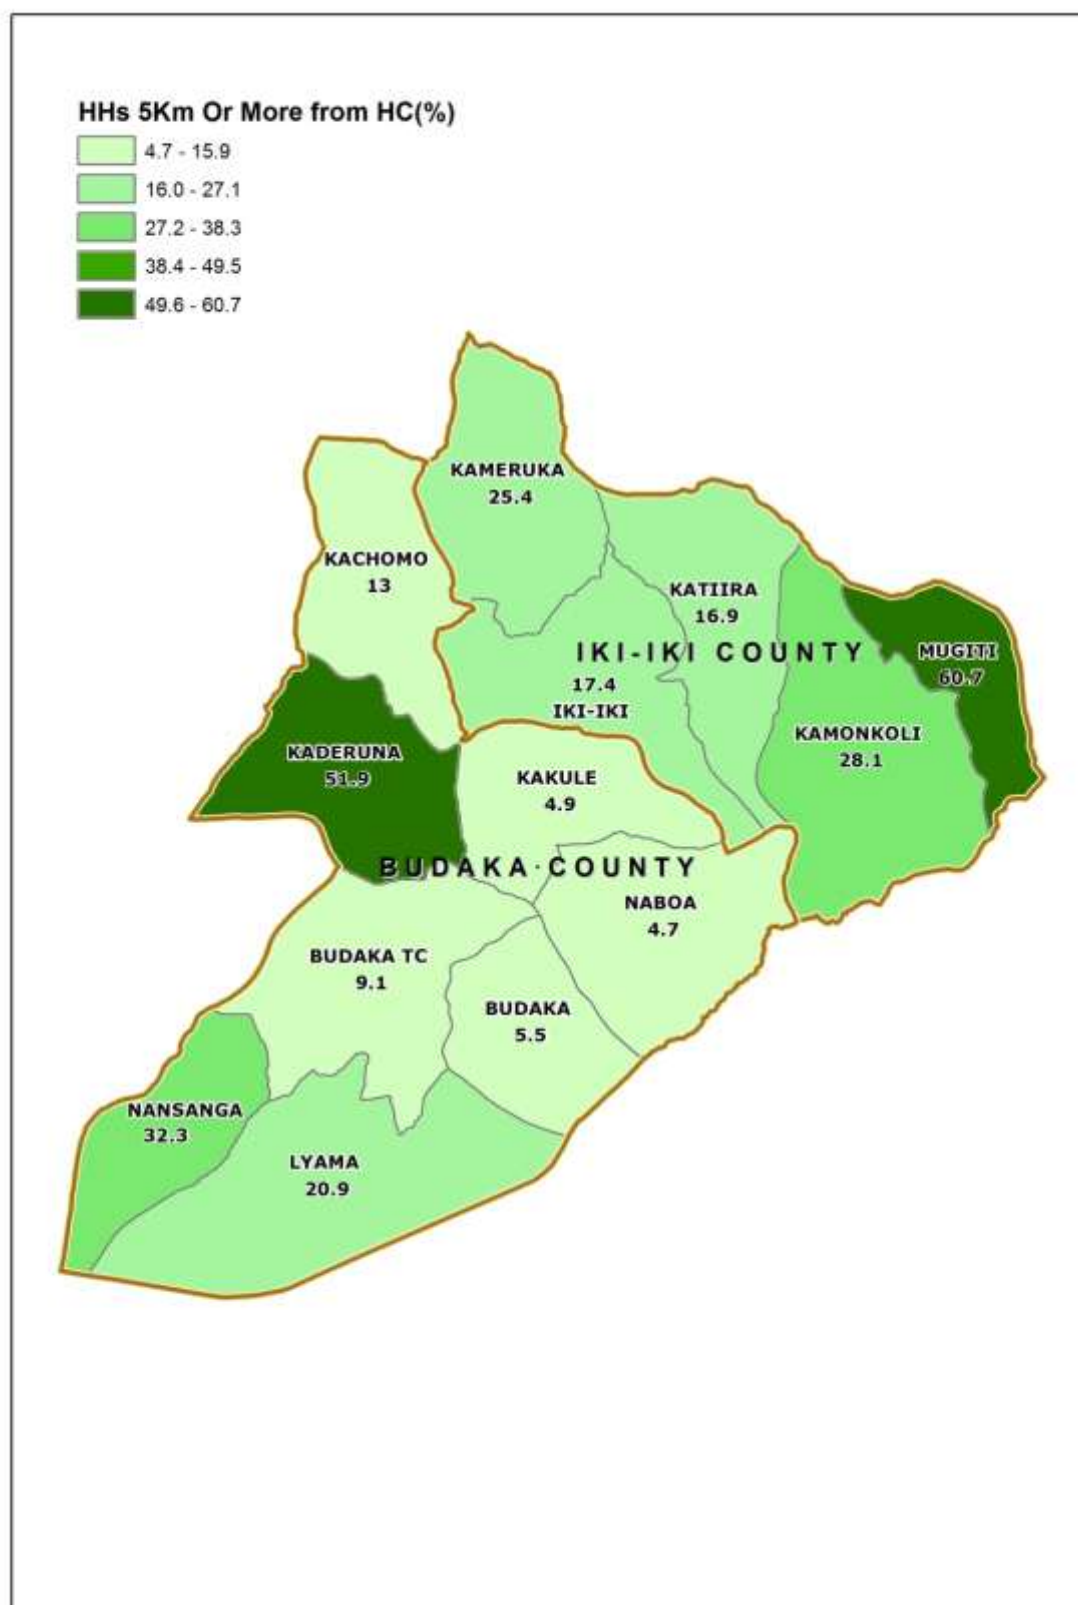 HHs 5Km Or More from HC(%)
4.7 - 15.9
16.0 - 27.1
27.2 - 38.3
38.4 - 49.5
49.6 - 60.7
KAMERUKA
25.4
KACHOMO
13
KATIIRA
16.9
IKI-IKI COUNTY
MUGITI
60.7
17.4
IKI-IKI
KAMONKOLI
28.1
KADERUNA
51.9
KAKULE
4.9
BUDAKA COUNTY
NABOA
4.7
BUDAKA TC
9.1
BUDAKA
5.5
NANSANGA
32.3
LYAMA
20.9